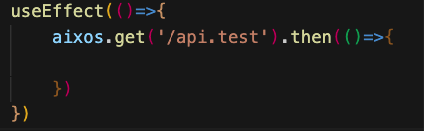 useEffect(()=>{
    aixos.get('/api.test').then(()=>{

    })
})